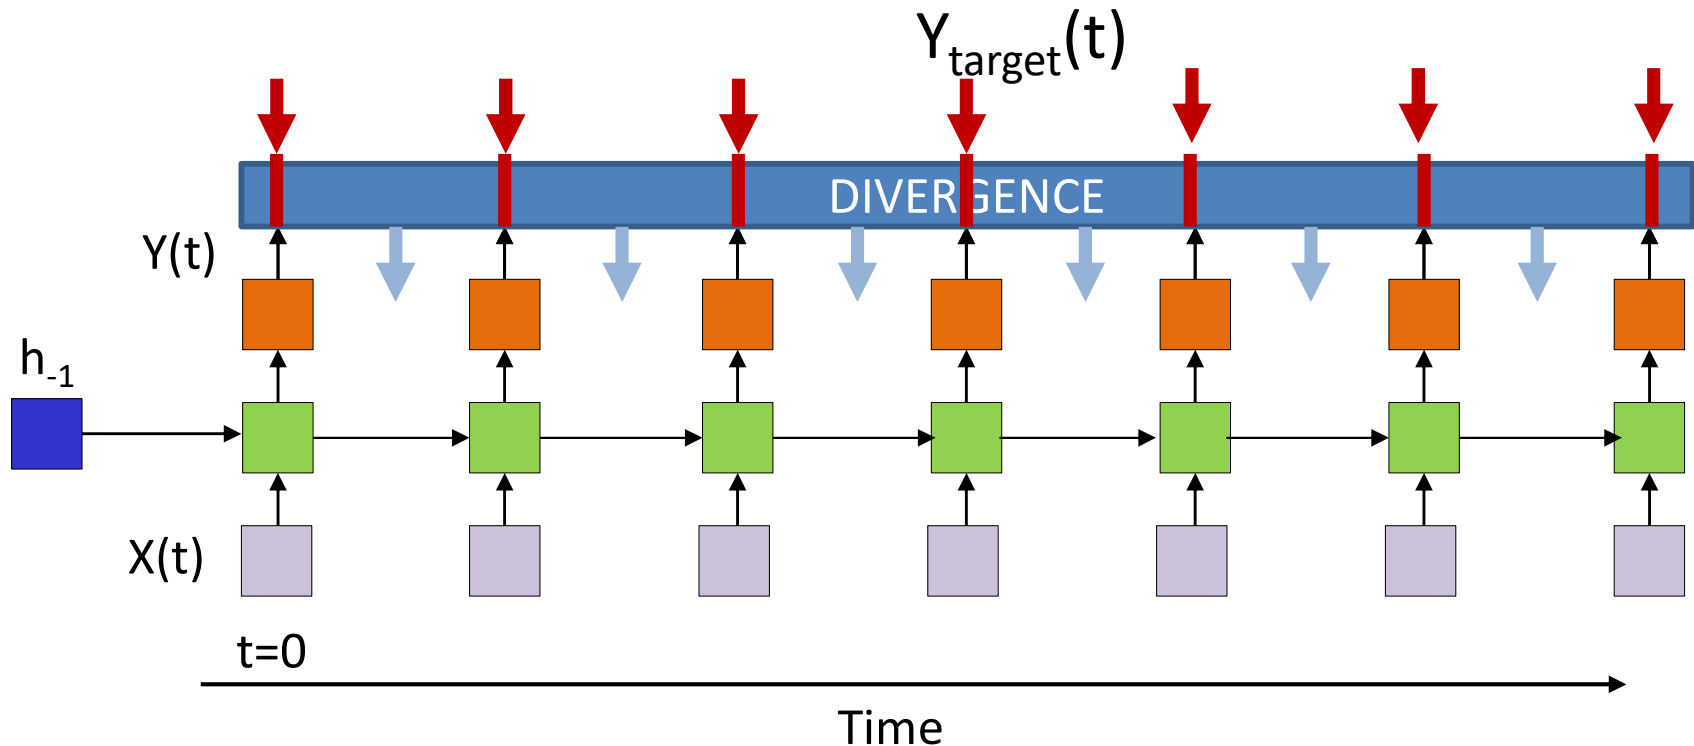 Ytarget(t)
DIVERGENCE
Y(t)
h-1
X(t)
t=0
Time